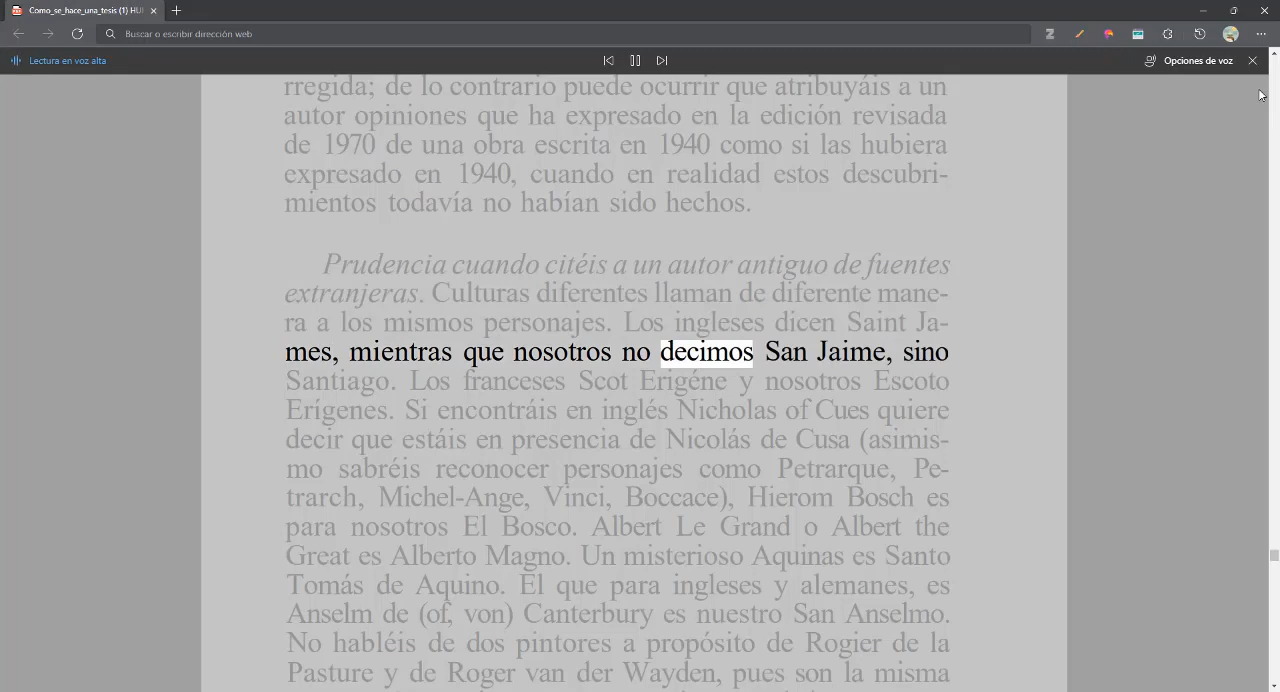 Como_se_hace_una_tesis (1) HU
Buscar o escribir dirección web
Lectura en voz alta
Opciones de voz
rregida; de lo contrario puede ocurrir que atribuyáis a un
autor opiniones que ha expresado en la edición revisada
de 1970 de una obra escrita en 1940 como si las hubiera
expresado en 1940, cuando en realidad estos descubri-
mientos todavía no habían sido hechos.
Prudencia cuando citéis a un autor antiguo de fuentes
extranjeras. Culturas diferentes llaman de diferente mane-
ra a los mismos personajes. Los ingleses dicen Saint Ja-
mes, mientras que nosotros no decimos San Jaime, sino
Santiago. Los franceses Scot Erigéne y nosotros Escoto
Erígenes. Si encontráis en inglés Nicholas of Cues quiere
decir que estáis en presencia de Nicolás de Cusa (asimis-
mo sabréis reconocer personajes como Petrarque, Pe-
trarch, Michel-Ange, Vinci, Boccace), Hierom Bosch es
para nosotros El Bosco. Albert Le Grand o Albert the
Great es Alberto Magno. Un misterioso Aquinas es Santo
Tomás de Aquino. El que para ingleses y alemanes, es
Anselm de (of, von) Canterbury es nuestro San Anselmo.
No habléis de dos pintores a propósito de Rogier de la
Pasture y de Roger van der Wayden, pues son la misma